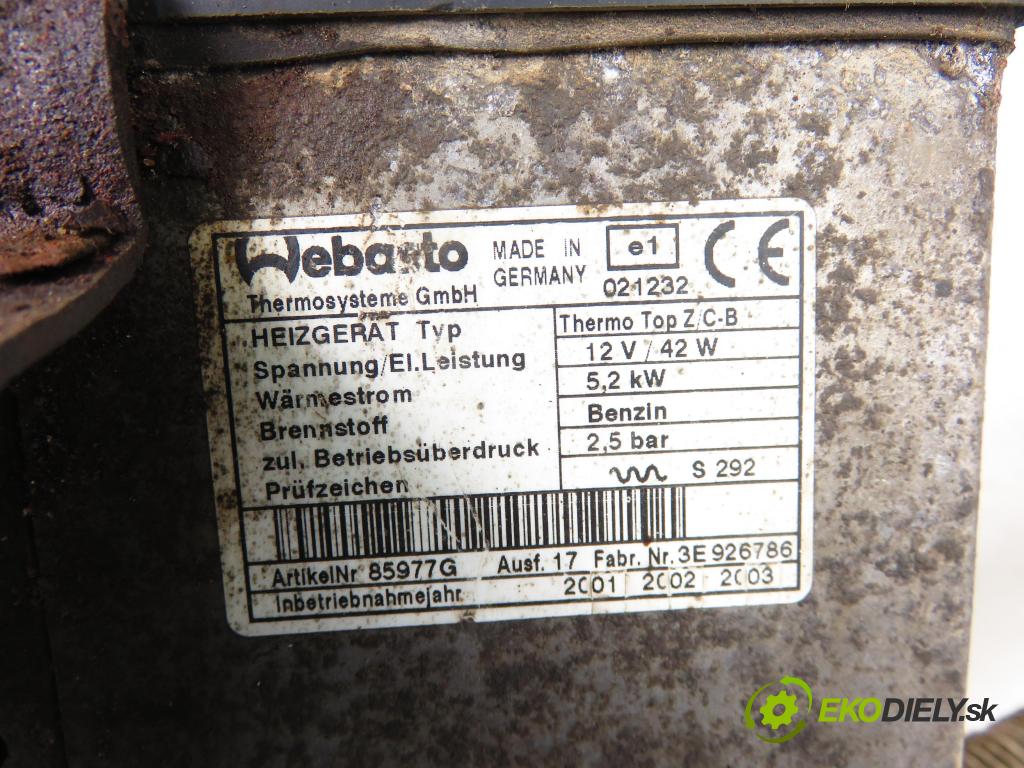 Webasto MADE IN e1 CE
Thermosysteme GmbH GERMANY 021232
HEIZGERÄT Typ Thermo Top Z/C-B
Spannung/El.Leistung 12 V / 42 W
Wärmestrom 5,2 kW
Brennstoff Benzin
zul. Betriebsüberdruck 2,5 bar
Prüfzeichen S 292
ArtikelNr 85977G Ausf. 17 Fabr. Nr. 3E 926786
Inbetriebnahmejahr 2001 2002 2003
EKODIELY.sk